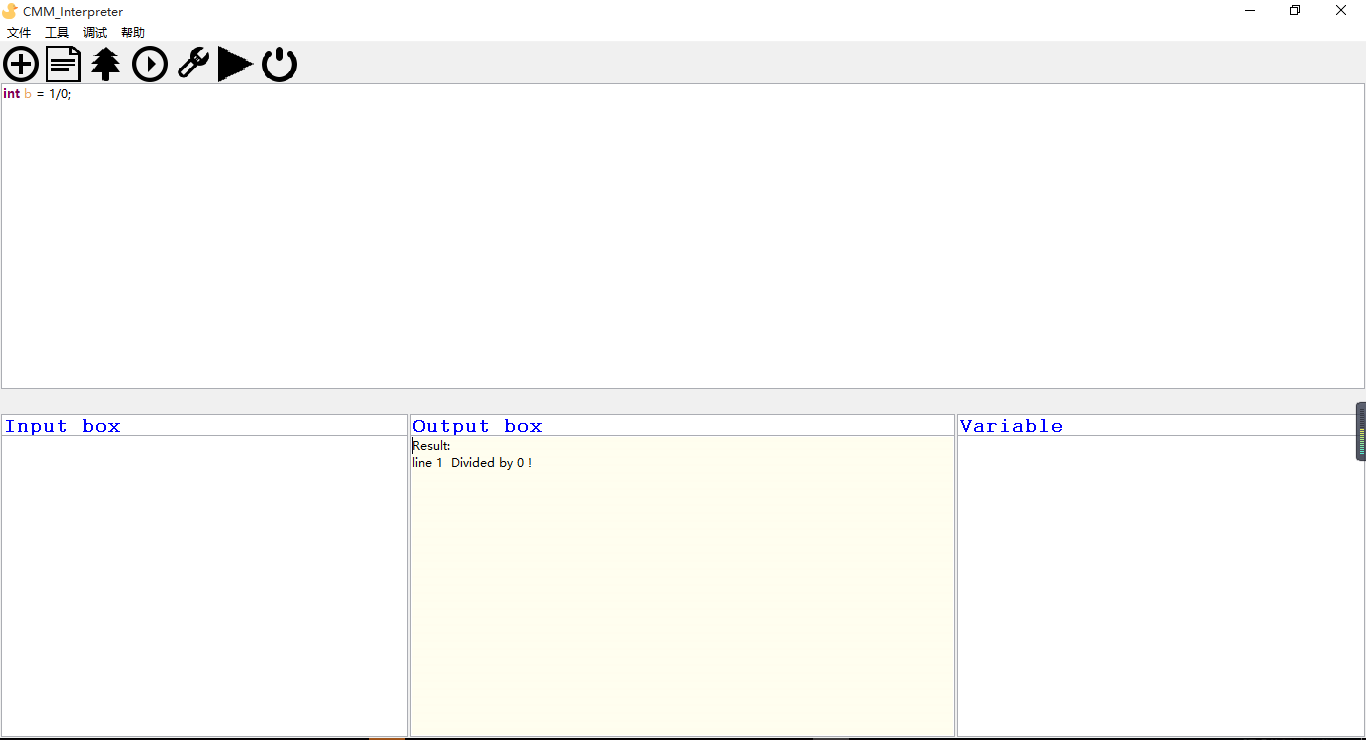 CMM_Interpreter
文件 工具 调试 帮助
int b = 1/0;
Input box
Output box
Variable
Result:
line 1  Divided by 0 !